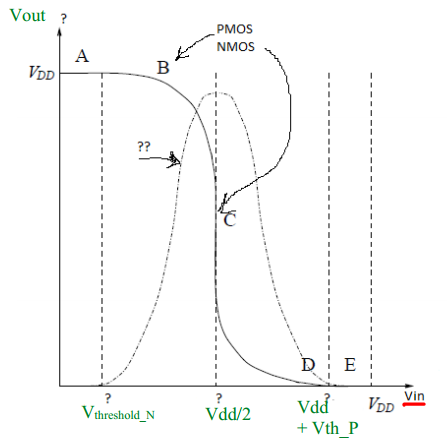 Vout
?
PMOS
NMOS
A
B
VDD
??
C
D
E
?
?
?
Vin
Vthreshold_N
Vdd/2
Vdd
+ Vth_P
VDD